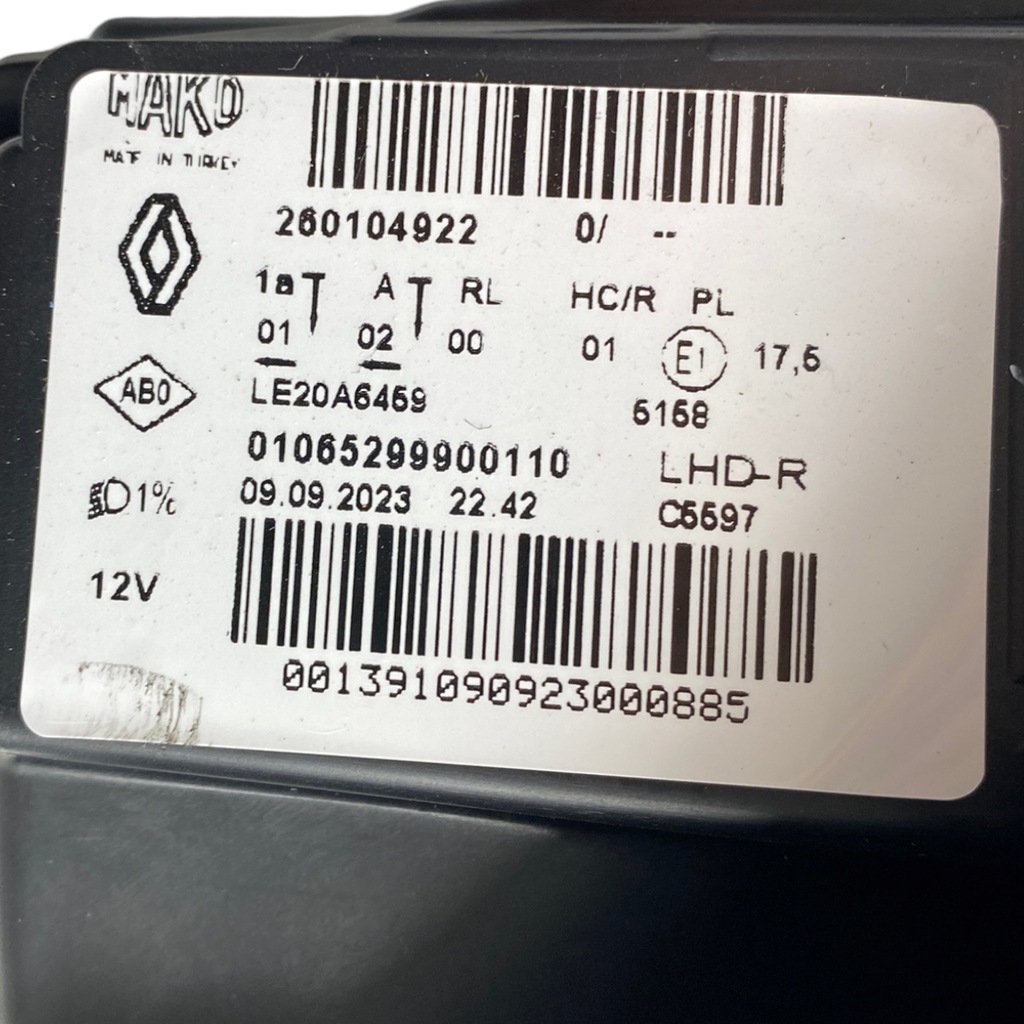 MAKO
MADE IN TURKEY
260104922 0/ --
1a A RL HC/R PL
01 02 00 01 E1 17,5
AB0 LE20A6459 5158
01065299900110 LHD-R
1% 09.09.2023 22.42 C5597
12V
001391090923000885